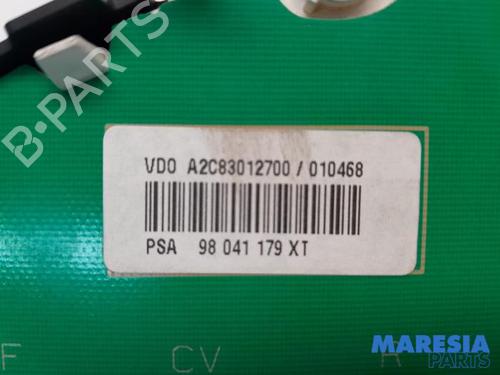 VDO A2C83012700 / 010468
PSA 98 041 179 XT
F CV A
B-PARTS
MARESIA
PARTS